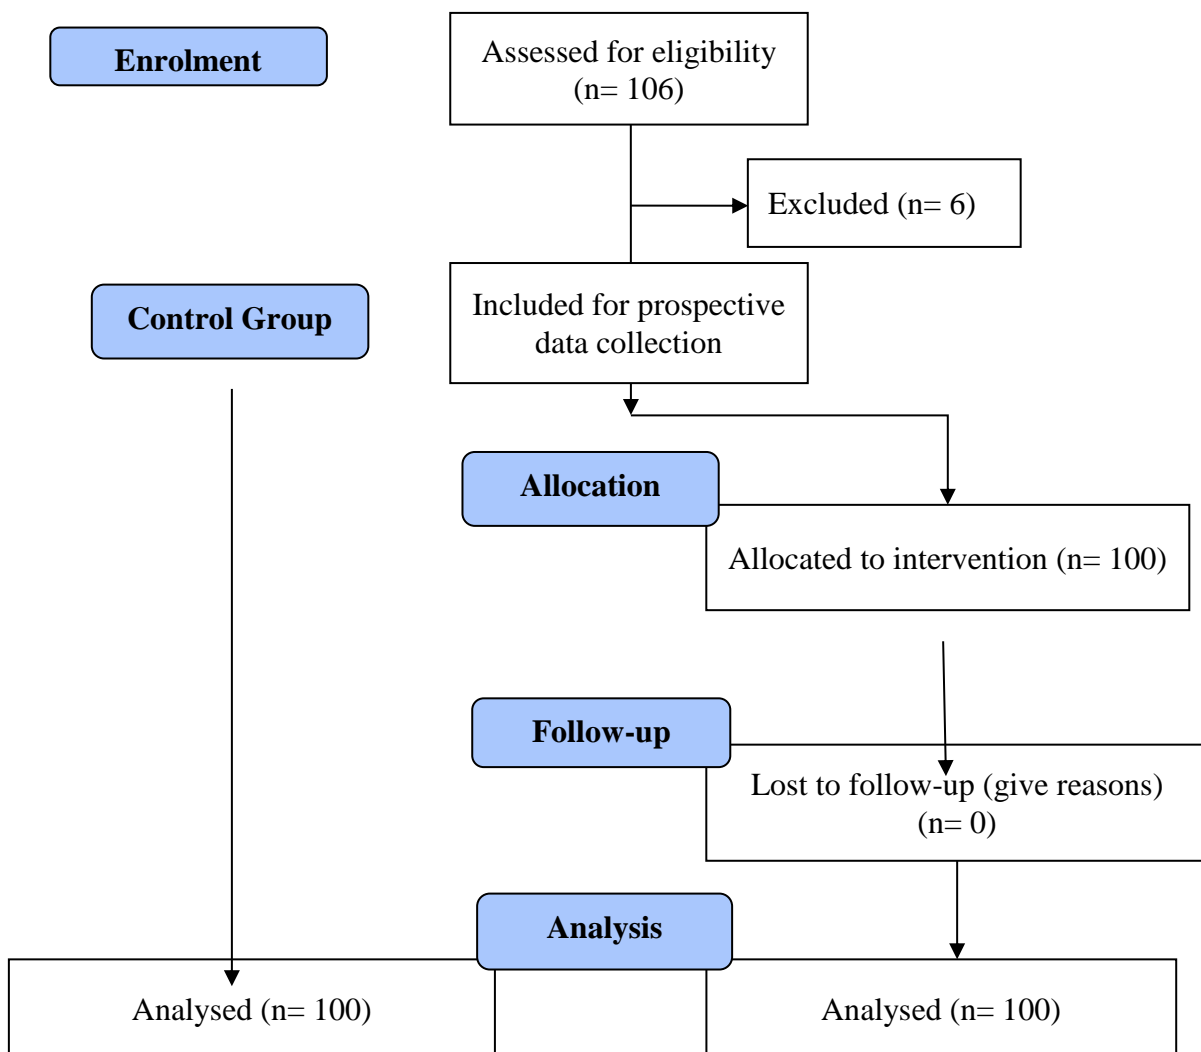 Enrolment
Assessed for eligibility
(n= 106)
Excluded (n= 6)
Control Group
Included for prospective
data collection
Allocation
Allocated to intervention (n= 100)
Follow-up
Lost to follow-up (give reasons)
(n= 0)
Analysis
Analysed (n= 100)
Analysed (n= 100)